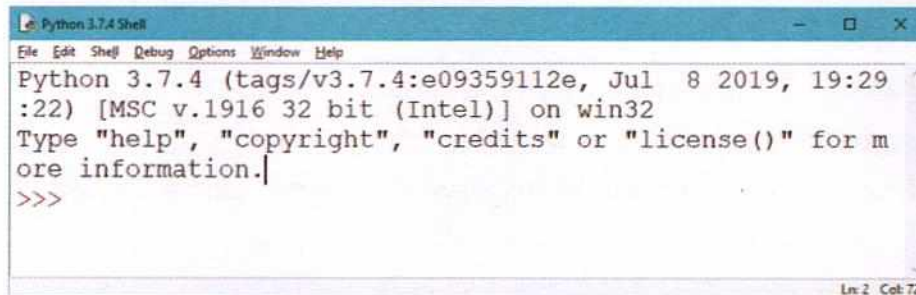 Python 3.7.4 Shell
File Edit Shell Debug Options Window Help
Python 3.7.4 (tags/v3.7.4:e09359112e, Jul  8 2019, 19:29
:22) [MSC v.1916 32 bit (Intel)] on win32
Type "help", "copyright", "credits" or "license()" for m
ore information.
>>>
Ln: 2 Col: 72